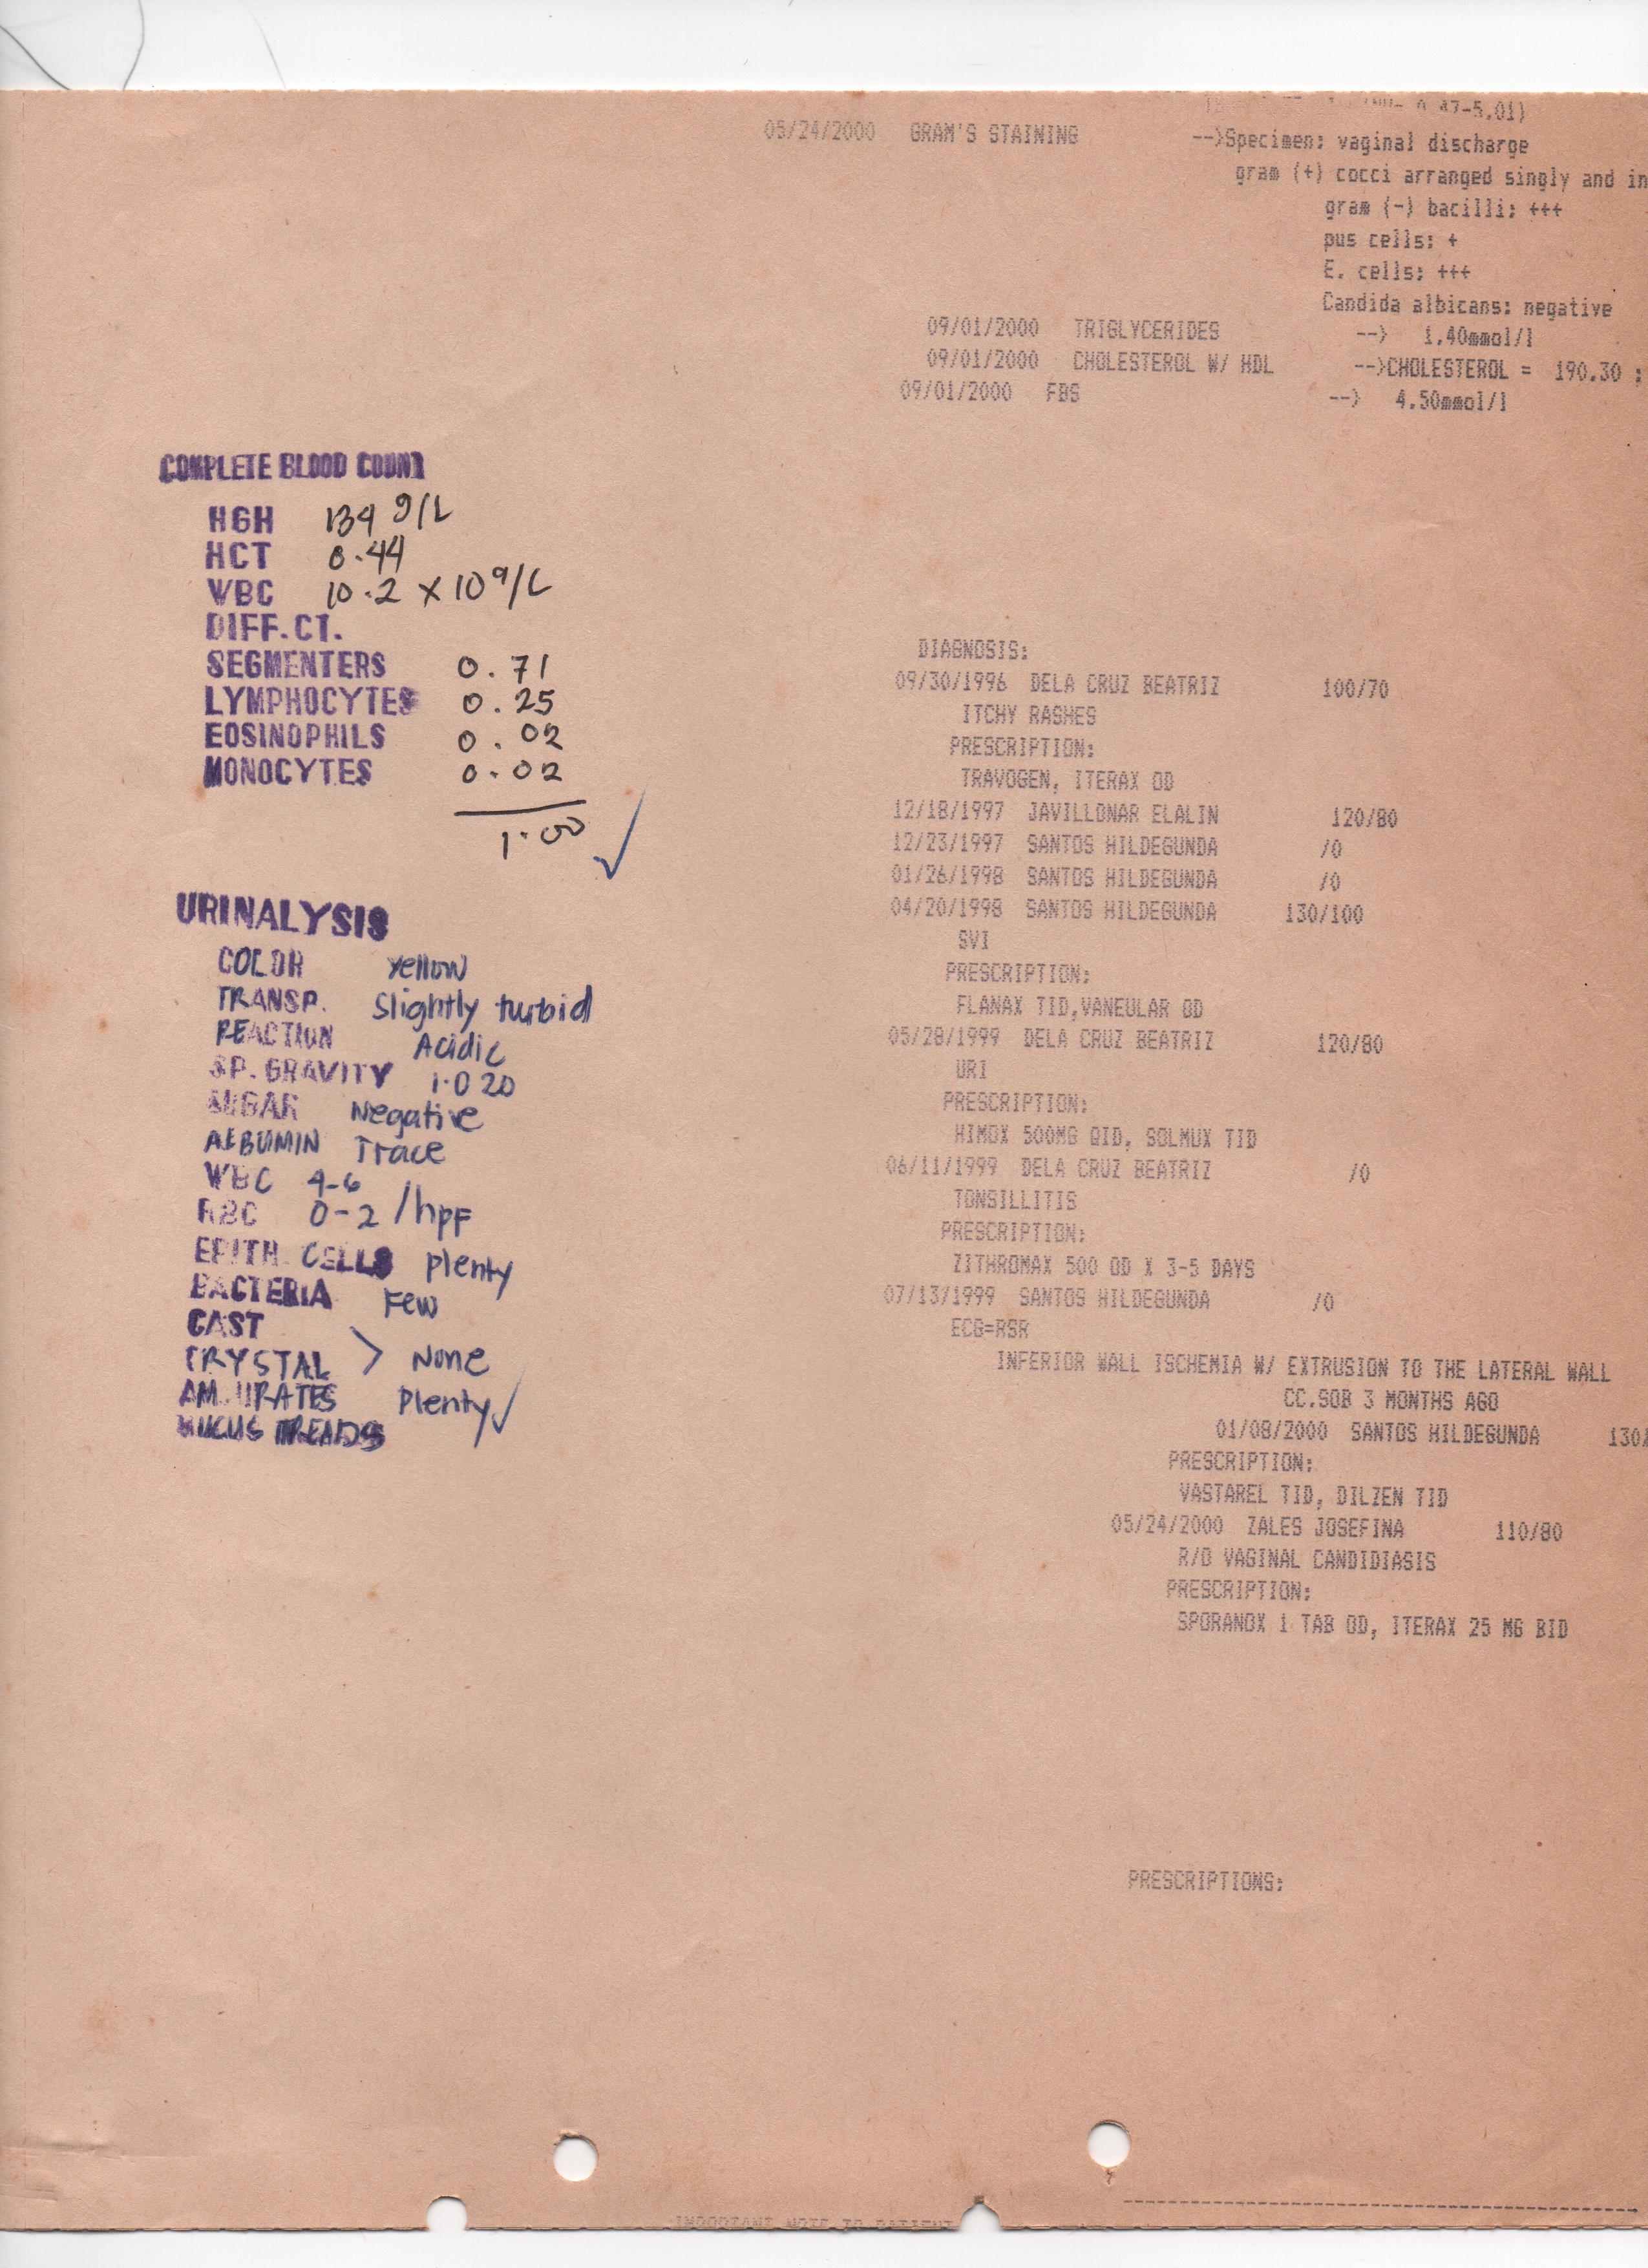 0.47-5.01)
05/24/2000 GRAM'S STAINING -->Specimen: vaginal discharge
gram (+) cocci arranged singly and in
gram (-) bacilli: +++
pus cells: +
E. cells: +++
Candida albicans: negative
09/01/2000 TRIGLYCERIDES --> 1.40mmol/l
09/01/2000 CHOLESTEROL W/ HDL -->CHOLESTEROL = 190.30 ;
09/01/2000 FBS --> 4.50mmol/l
COMPLETE BLOOD COUNT
HGH 134 g/L
HCT 0.44
WBC 10.2 x 10^9/L
DIFF.CT.
SEGMENTERS 0.71
LYMPHOCYTES 0.25
EOSINOPHILS 0.02
MONOCYTES 0.02
1.00 ✓
URINALYSIS
COLOR Yellow
TRANSP. Slightly turbid
REACTION Acidic
SP. GRAVITY 1.020
SUGAR Negative
ALBUMIN Trace
WBC 4-6
RBC 0-2 /hpf
EPITH CELLS plenty
BACTERIA Few
CAST
CRYSTAL > None
AM. URATES Plenty ✓
MUCUS TREADS
DIAGNOSIS:
09/30/1996 DELA CRUZ BEATRIZ 100/70
ITCHY RASHES
PRESCRIPTION:
TRAVOGEN, ITERAX OD
12/18/1997 JAVILLONAR ELALIN 120/80
12/23/1997 SANTOS HILDEGUNDA /0
01/26/1998 SANTOS HILDEGUNDA /0
04/20/1998 SANTOS HILDEGUNDA 130/100
SVI
PRESCRIPTION:
FLANAX TID,VANEULAR OD
05/28/1999 DELA CRUZ BEATRIZ 120/80
URI
PRESCRIPTION:
HIMOX 500MG QID, SOLMUX TID
06/11/1999 DELA CRUZ BEATRIZ /0
TONSILLITIS
PRESCRIPTION:
ZITHROMAX 500 OD X 3-5 DAYS
07/13/1999 SANTOS HILDEGUNDA /0
ECG=RSR
INFERIOR WALL ISCHEMIA W/ EXTRUSION TO THE LATERAL WALL
CC.SOB 3 MONTHS AGO
01/08/2000 SANTOS HILDEGUNDA 130/
PRESCRIPTION:
VASTAREL TID, DILZEN TID
05/24/2000 ZALES JOSEFINA 110/80
R/O VAGINAL CANDIDIASIS
PRESCRIPTION:
SPORANOX 1 TAB OD, ITERAX 25 MG BID
PRESCRIPTIONS:
IMPORTANT NOTE TO PATIENT